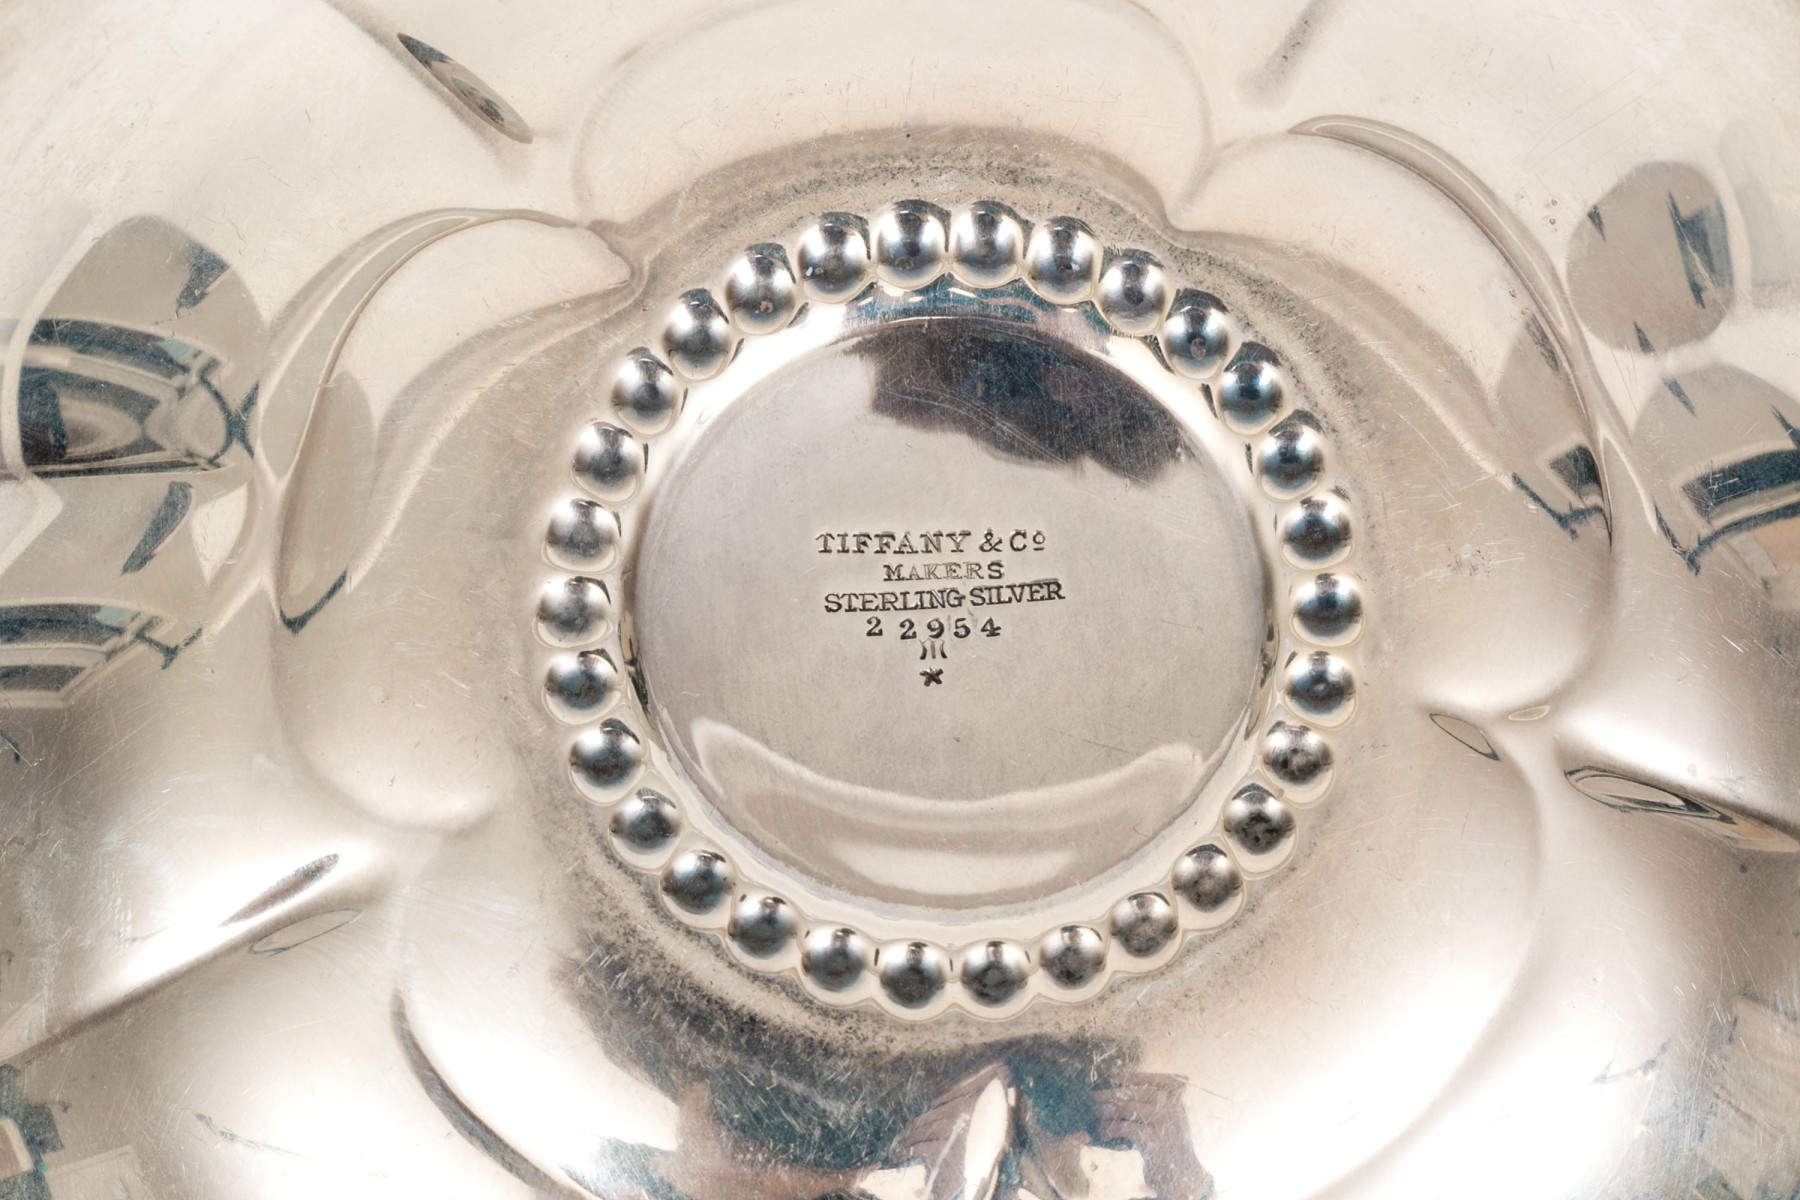 TIFFANY & Cº
MAKERS
STERLING SILVER
22954